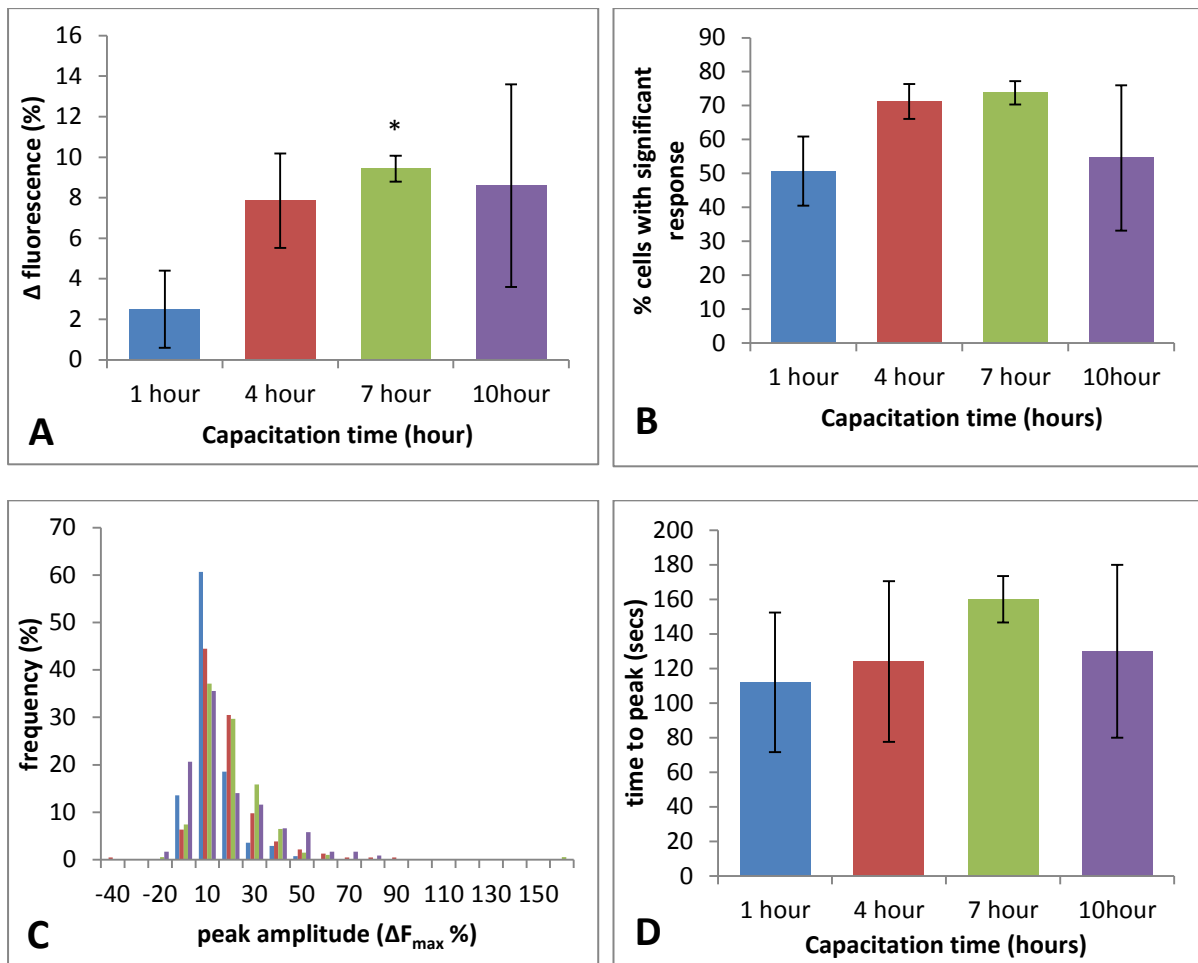 Δ fluorescence (%)
16
14
12
10
8
6
4
2
0
*
1 hour 4 hour 7 hour 10hour
Capacitation time (hour)
A
% cells with significant
response
90
80
70
60
50
40
30
20
10
0
1 hour 4 hour 7 hour 10hour
Capacitation time (hours)
B
frequency (%)
70
60
50
40
30
20
10
0
-40 -20 10 30 50 70 90 110 130 150
peak amplitude (ΔFmax %)
C
time to peak (secs)
200
180
160
140
120
100
80
60
40
20
0
1 hour 4 hour 7 hour 10hour
Capacitation time (hours)
D